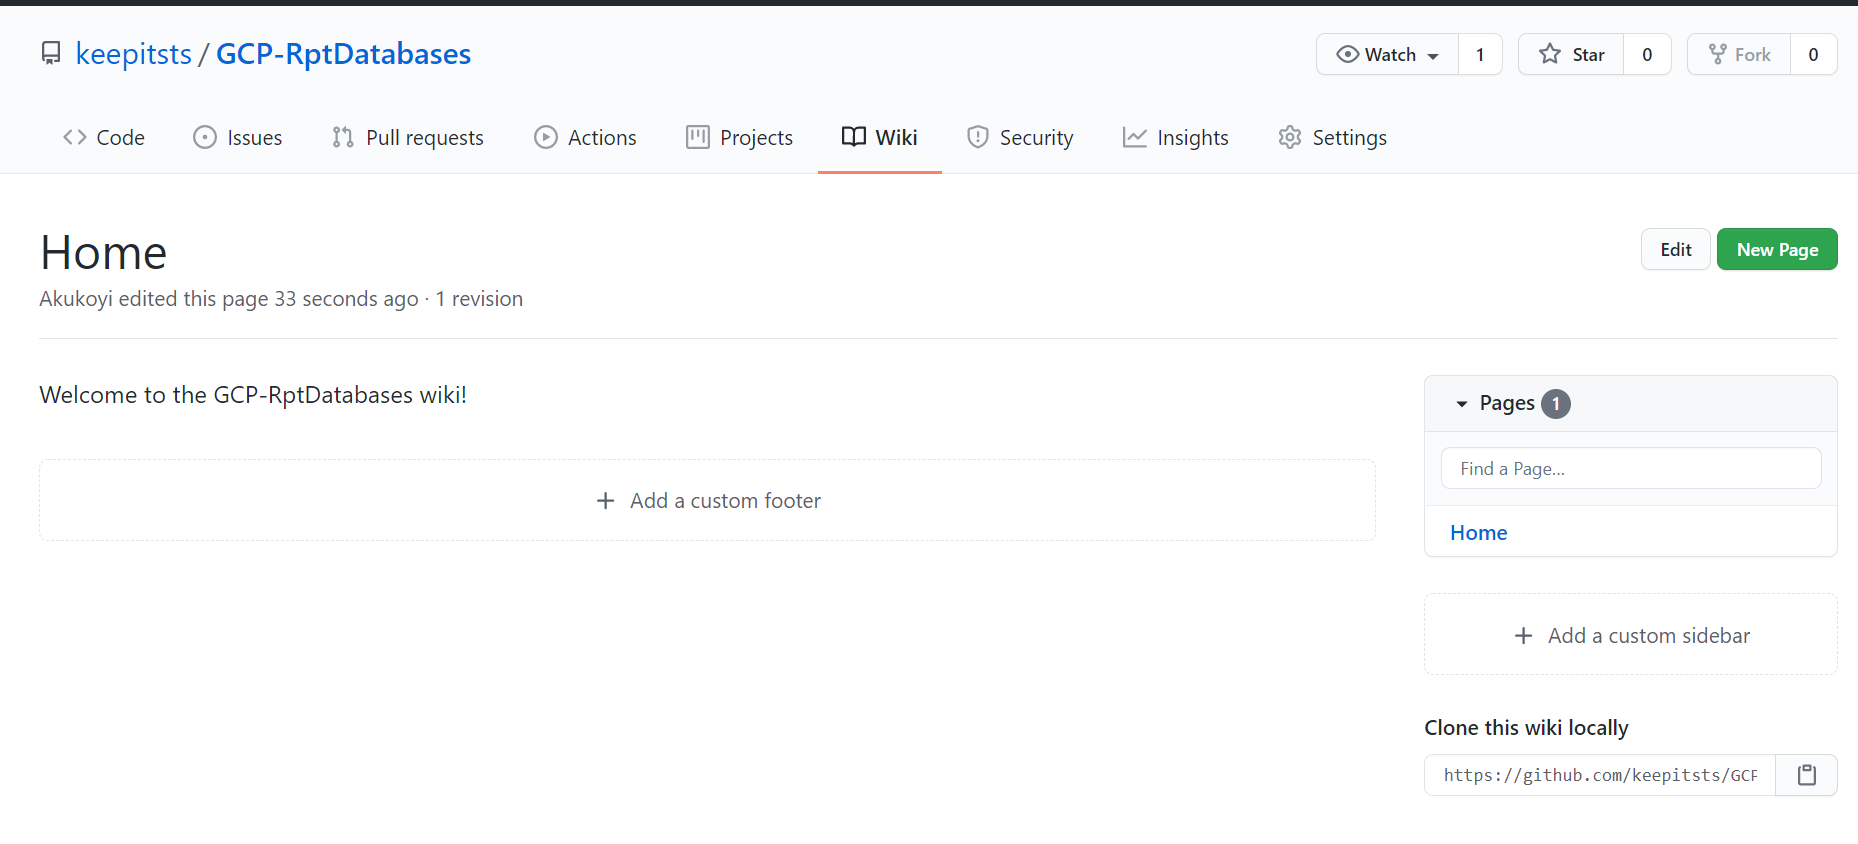 keepitsts / GCP-RptDatabases
Watch 1 Star 0 Fork 0
Code Issues Pull requests Actions Projects Wiki Security Insights Settings
Home
Edit New Page
Akukoyi edited this page 33 seconds ago · 1 revision
Welcome to the GCP-RptDatabases wiki!
+ Add a custom footer
Pages 1
Find a Page...
Home
+ Add a custom sidebar
Clone this wiki locally
https://github.com/keepitsts/GCP